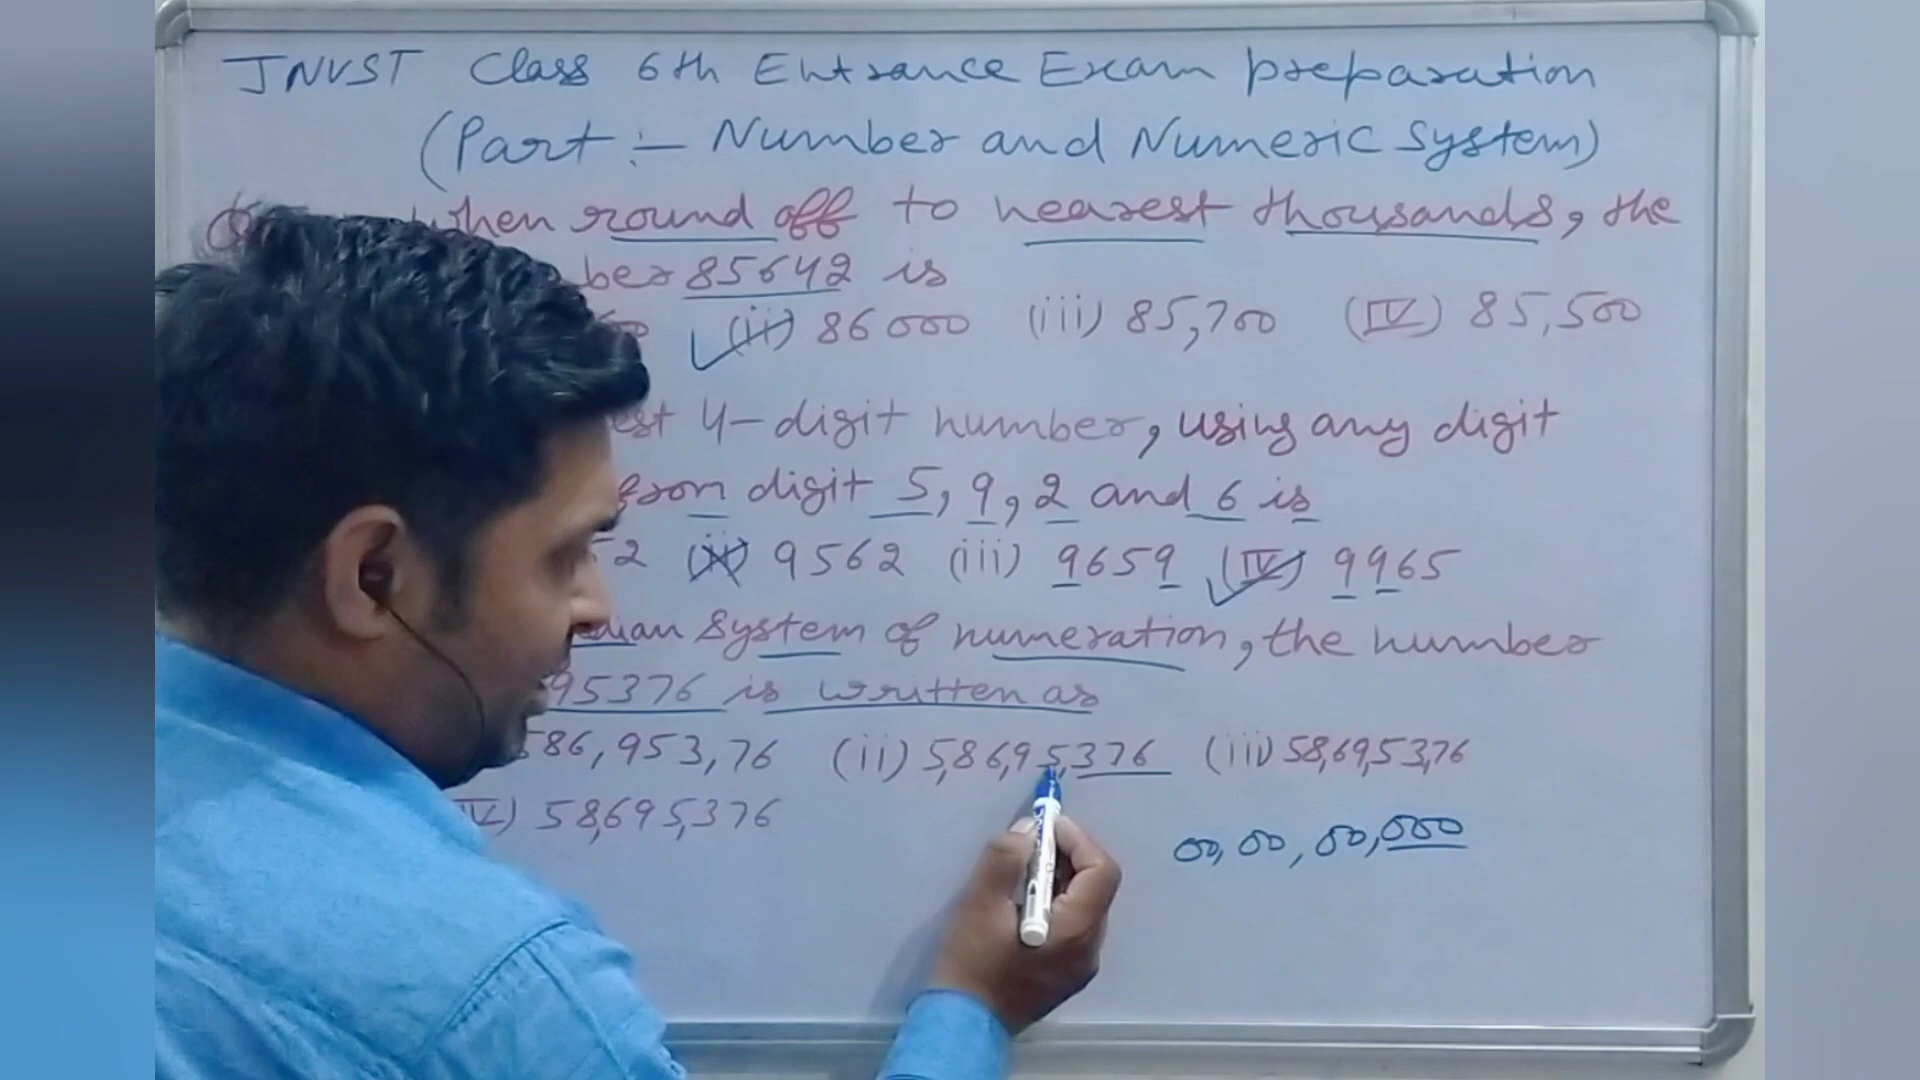 JNVST Class 6th Entrance Exam preparation
(Part :- Number and Numeric System)
when round off to nearest thousands, the
ber 85642 is
(ii) 86000 (iii) 85,700 (IV) 85,500
est 4-digit number, using any digit
from digit 5, 9, 2 and 6 is
52 (ii) 9562 (iii) 9659 (IV) 9965
dian System of numeration, the number
95376 is written as
586,953,76 (ii) 5,86,95,376 (iii) 58,69,53,76
IV) 58,695,376
00,00,00,000